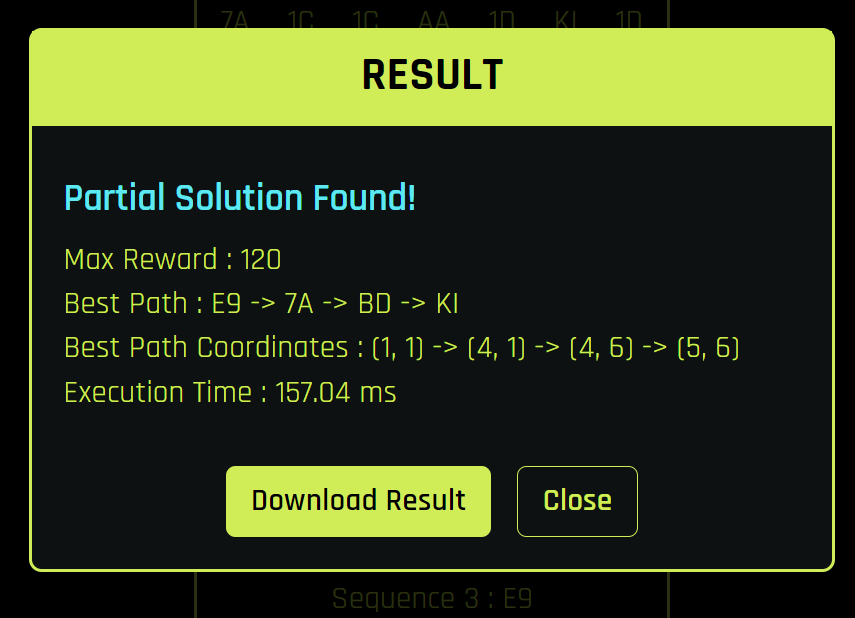 7A 1C 1C AA 1D KI 1D
RESULT
Partial Solution Found!
Max Reward : 120
Best Path : E9 -> 7A -> BD -> KI
Best Path Coordinates : (1, 1) -> (4, 1) -> (4, 6) -> (5, 6)
Execution Time : 157.04 ms
Download Result
Close
Sequence 3 : E9